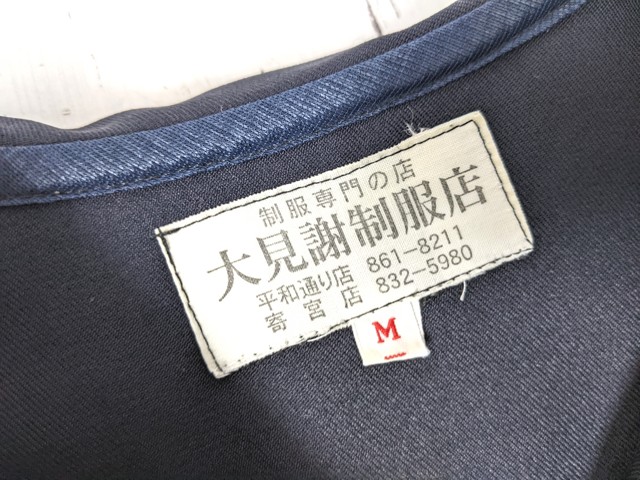 制服専門の店
大見謝制服店
平和通り店 861-8211
寄宮店 832-5980
M